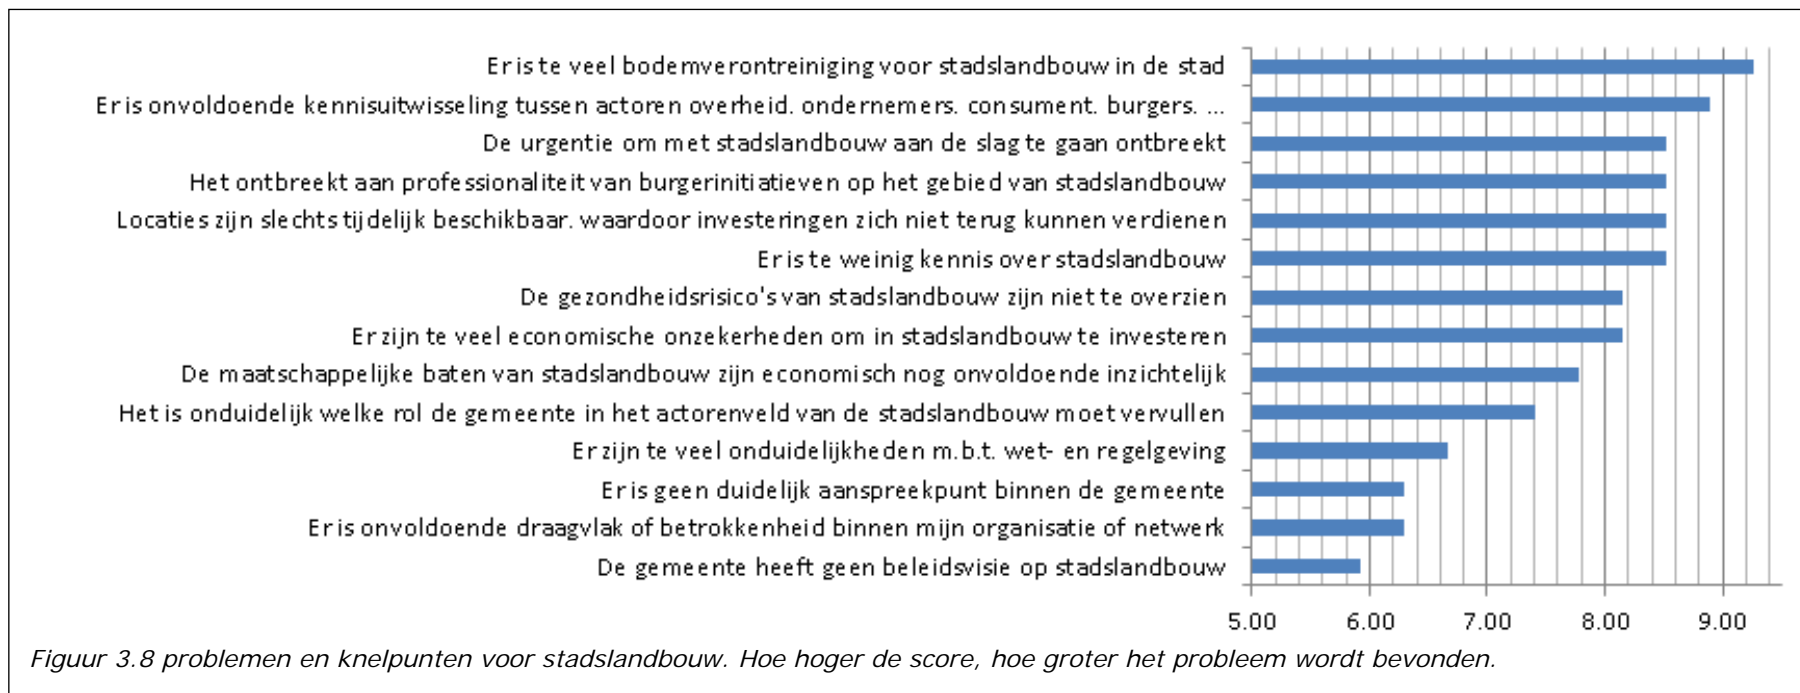 Er is te veel bodemverontreiniging voor stadslandbouw in de stad
Er is onvoldoende kennisuitwisseling tussen actoren overheid. ondernemers. consument. burgers. ...
De urgentie om met stadslandbouw aan de slag te gaan ontbreekt
Het ontbreekt aan professionaliteit van burgerinitiatieven op het gebied van stadslandbouw
Locaties zijn slechts tijdelijk beschikbaar. waardoor investeringen zich niet terug kunnen verdienen
Er is te weinig kennis over stadslandbouw
De gezondheidsrisico's van stadslandbouw zijn niet te overzien
Er zijn te veel economische onzekerheden om in stadslandbouw te investeren
De maatschappelijke baten van stadslandbouw zijn economisch nog onvoldoende inzichtelijk
Het is onduidelijk welke rol de gemeente in het actorenveld van de stadslandbouw moet vervullen
Er zijn te veel onduidelijkheden m.b.t. wet- en regelgeving
Er is geen duidelijk aanspreekpunt binnen de gemeente
Er is onvoldoende draagvlak of betrokkenheid binnen mijn organisatie of netwerk
De gemeente heeft geen beleidsvisie op stadslandbouw
5.00 6.00 7.00 8.00 9.00
Figuur 3.8 problemen en knelpunten voor stadslandbouw. Hoe hoger de score, hoe groter het probleem wordt bevonden.